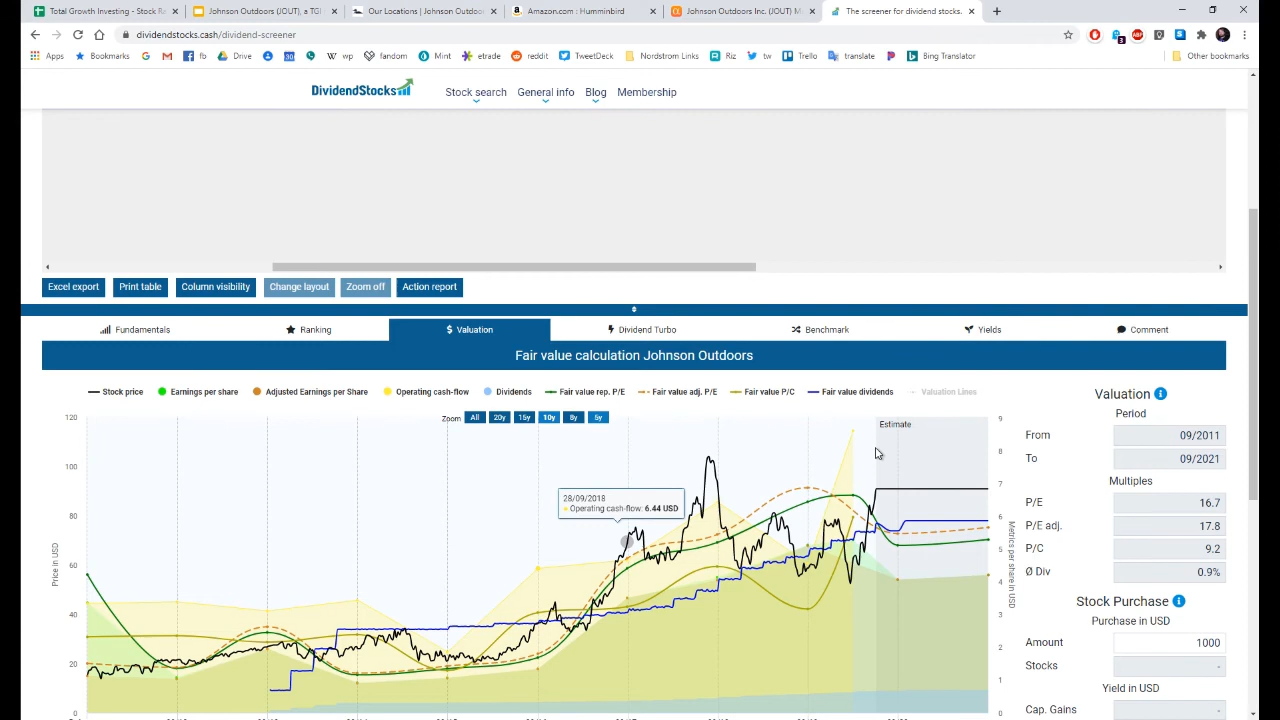 Total Growth Investing - Stock R
Johnson Outdoors (JOUT), a TG
Our Locations | Johnson Outdoo
Amazon.com : Humminbird
Johnson Outdoors Inc. (JOUT) M
The screener for dividend stocks.
dividendstocks.cash/dividend-screener
Apps Bookmarks fb Drive wp fandom Mint etrade reddit TweetDeck Nordstrom Links Riz tw Trello translate Bing Translator Other bookmarks
DividendStocks Stock search General info Blog Membership
Excel export Print table Column visibility Change layout Zoom off Action report
Fundamentals Ranking $ Valuation Dividend Turbo Benchmark Yields Comment
Fair value calculation Johnson Outdoors
Stock price Earnings per share Adjusted Earnings per Share Operating cash-flow Dividends Fair value rep. P/E Fair value adj. P/E Fair value P/C Fair value dividends Valuation Lines
Zoom All 20y 15y 10y 8y 5y
Estimate
28/09/2018
Operating cash-flow: 6.44 USD
120
100
80
60
40
20
0
Price in USD
9
8
7
6
5
4
3
2
1
0
Metrics per share in USD
Valuation
Period
From 09/2011
To 09/2021
Multiples
P/E 16.7
P/E adj. 17.8
P/C 9.2
Ø Div 0.9%
Stock Purchase
Purchase in USD
Amount 1000
Stocks -
Yield in USD
Cap. Gains -